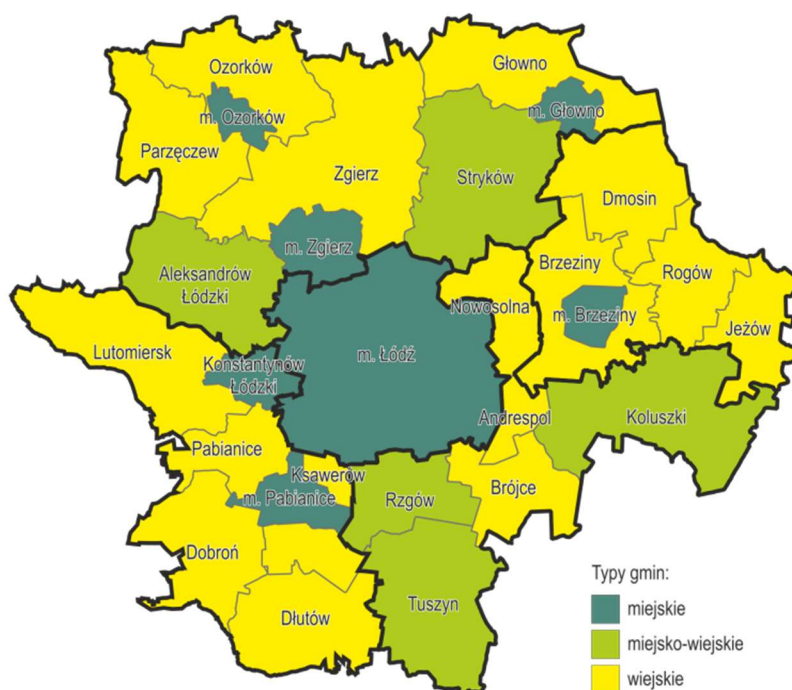 Ozorków
Głowno
m. Ozorków
m. Głowno
Parzęczew
Zgierz
Stryków
Dmosin
m. Zgierz
Aleksandrów
Łódzki
Brzeziny
Rogów
Nowosolna
m. Brzeziny
Jeżów
Lutomiersk
m. Łódź
Konstantynów
Łódzki
Andrespol
Koluszki
Pabianice
Ksawerów
m. Pabianice
Rzgów
Brójce
Dobroń
Typy gmin:
miejskie
Dłutów
Tuszyn
miejsko-wiejskie
wiejskie